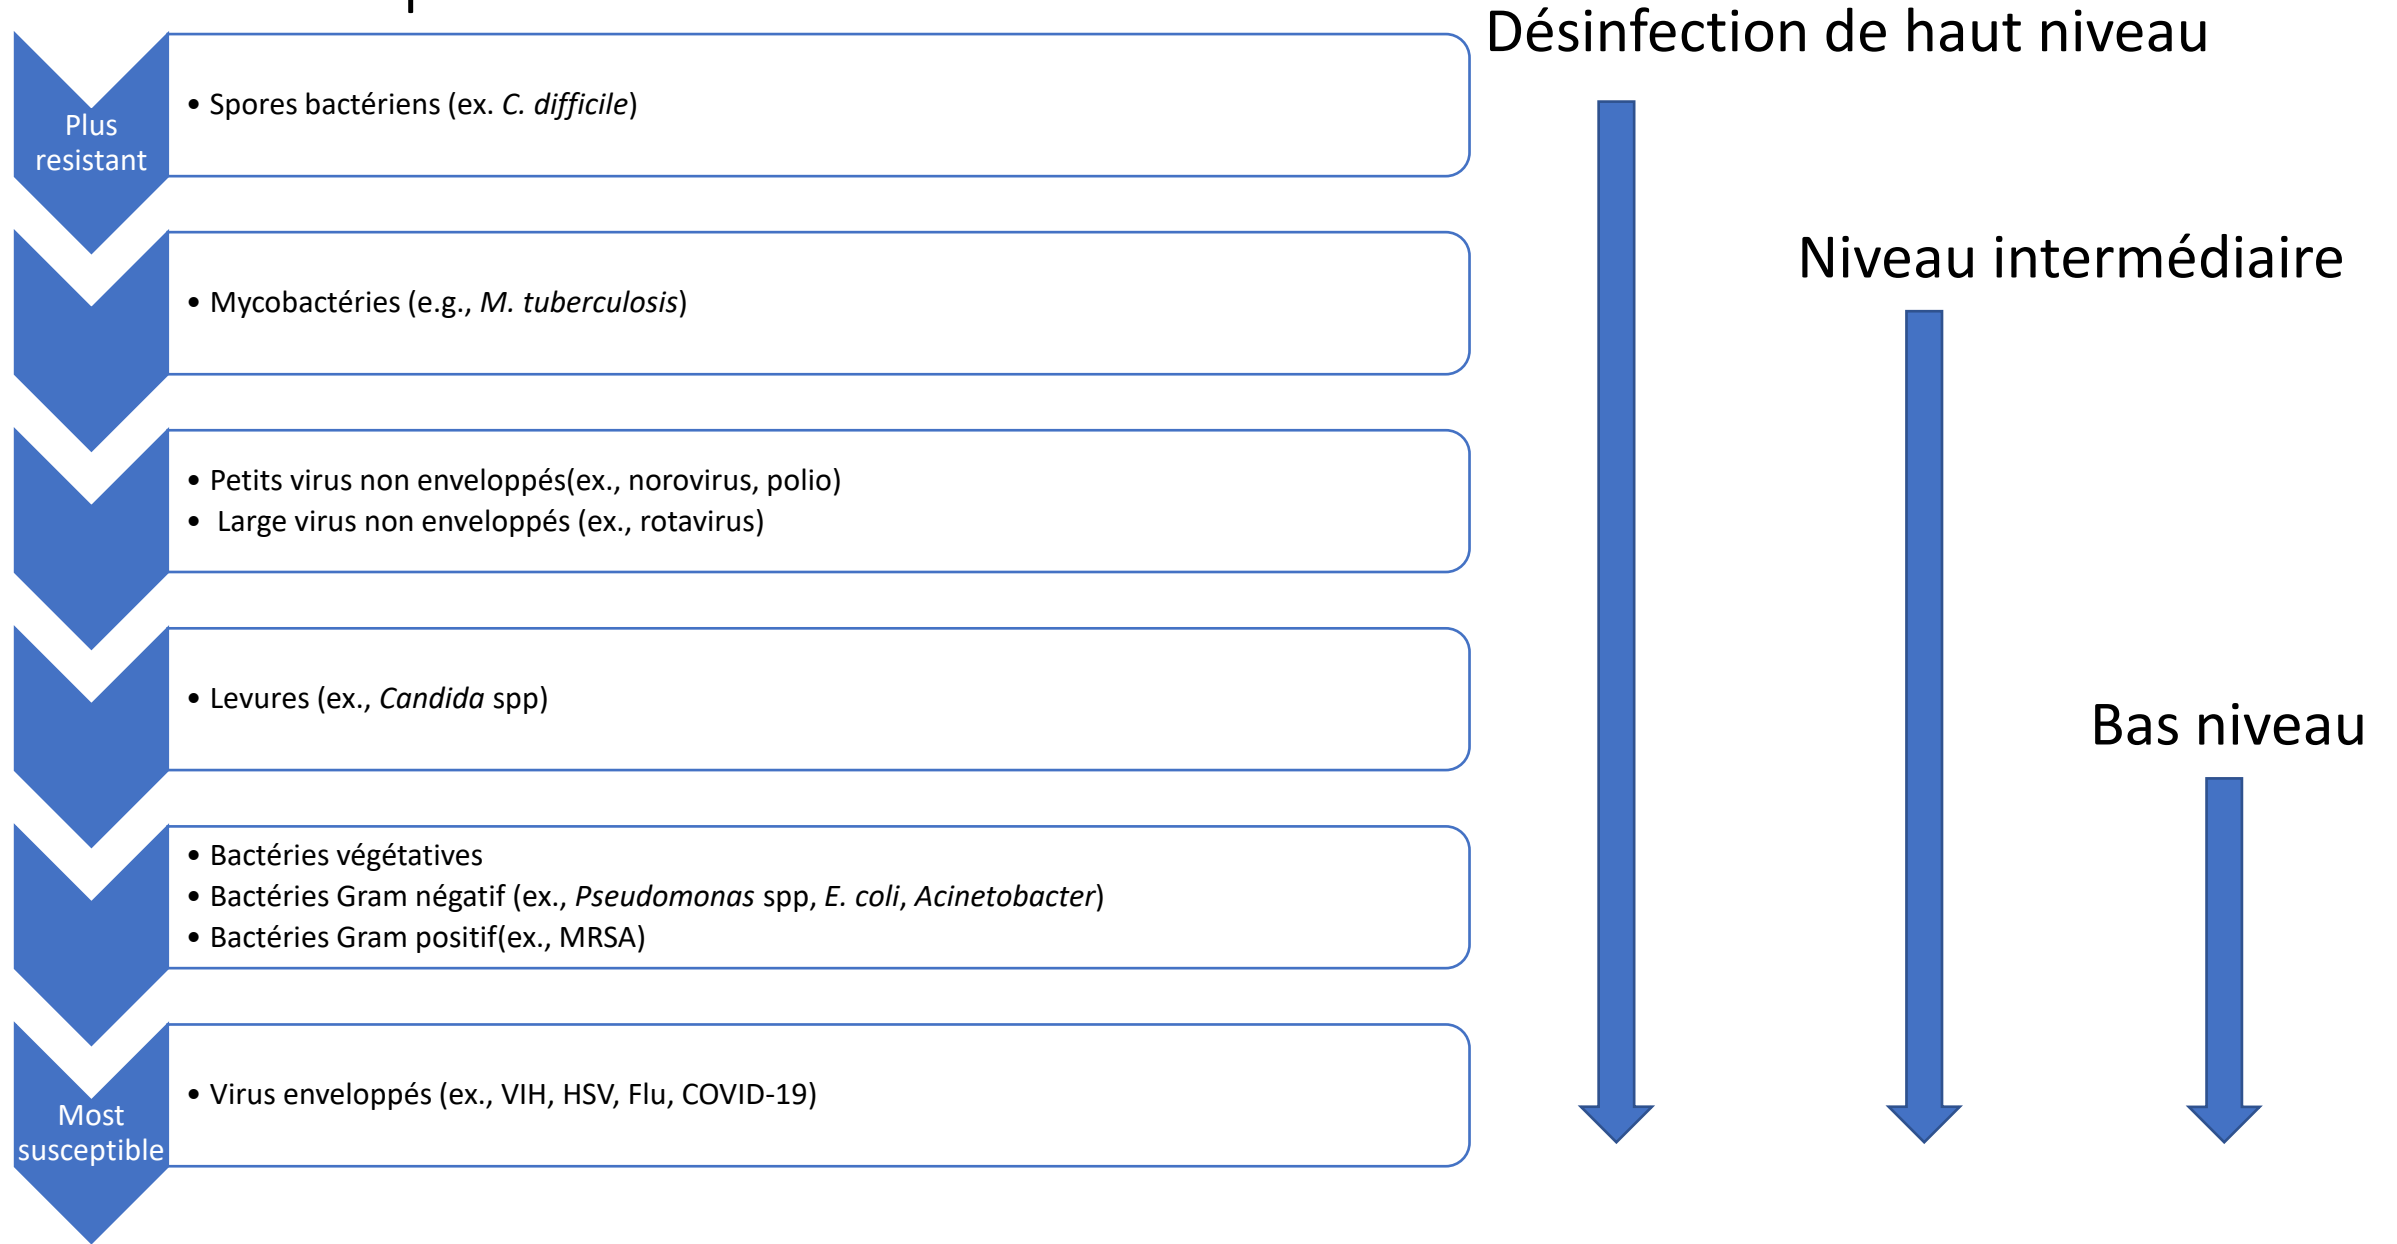 Désinfection de haut niveau
Plus
resistant
• Spores bactériens (ex. C. difficile)
Niveau intermédiaire
• Mycobactéries (e.g., M. tuberculosis)
• Petits virus non enveloppés(ex., norovirus, polio)
• Large virus non enveloppés (ex., rotavirus)
• Levures (ex., Candida spp)
Bas niveau
• Bactéries végétatives
• Bactéries Gram négatif (ex., Pseudomonas spp, E. coli, Acinetobacter)
• Bactéries Gram positif(ex., MRSA)
Most
susceptible
• Virus enveloppés (ex., VIH, HSV, Flu, COVID-19)